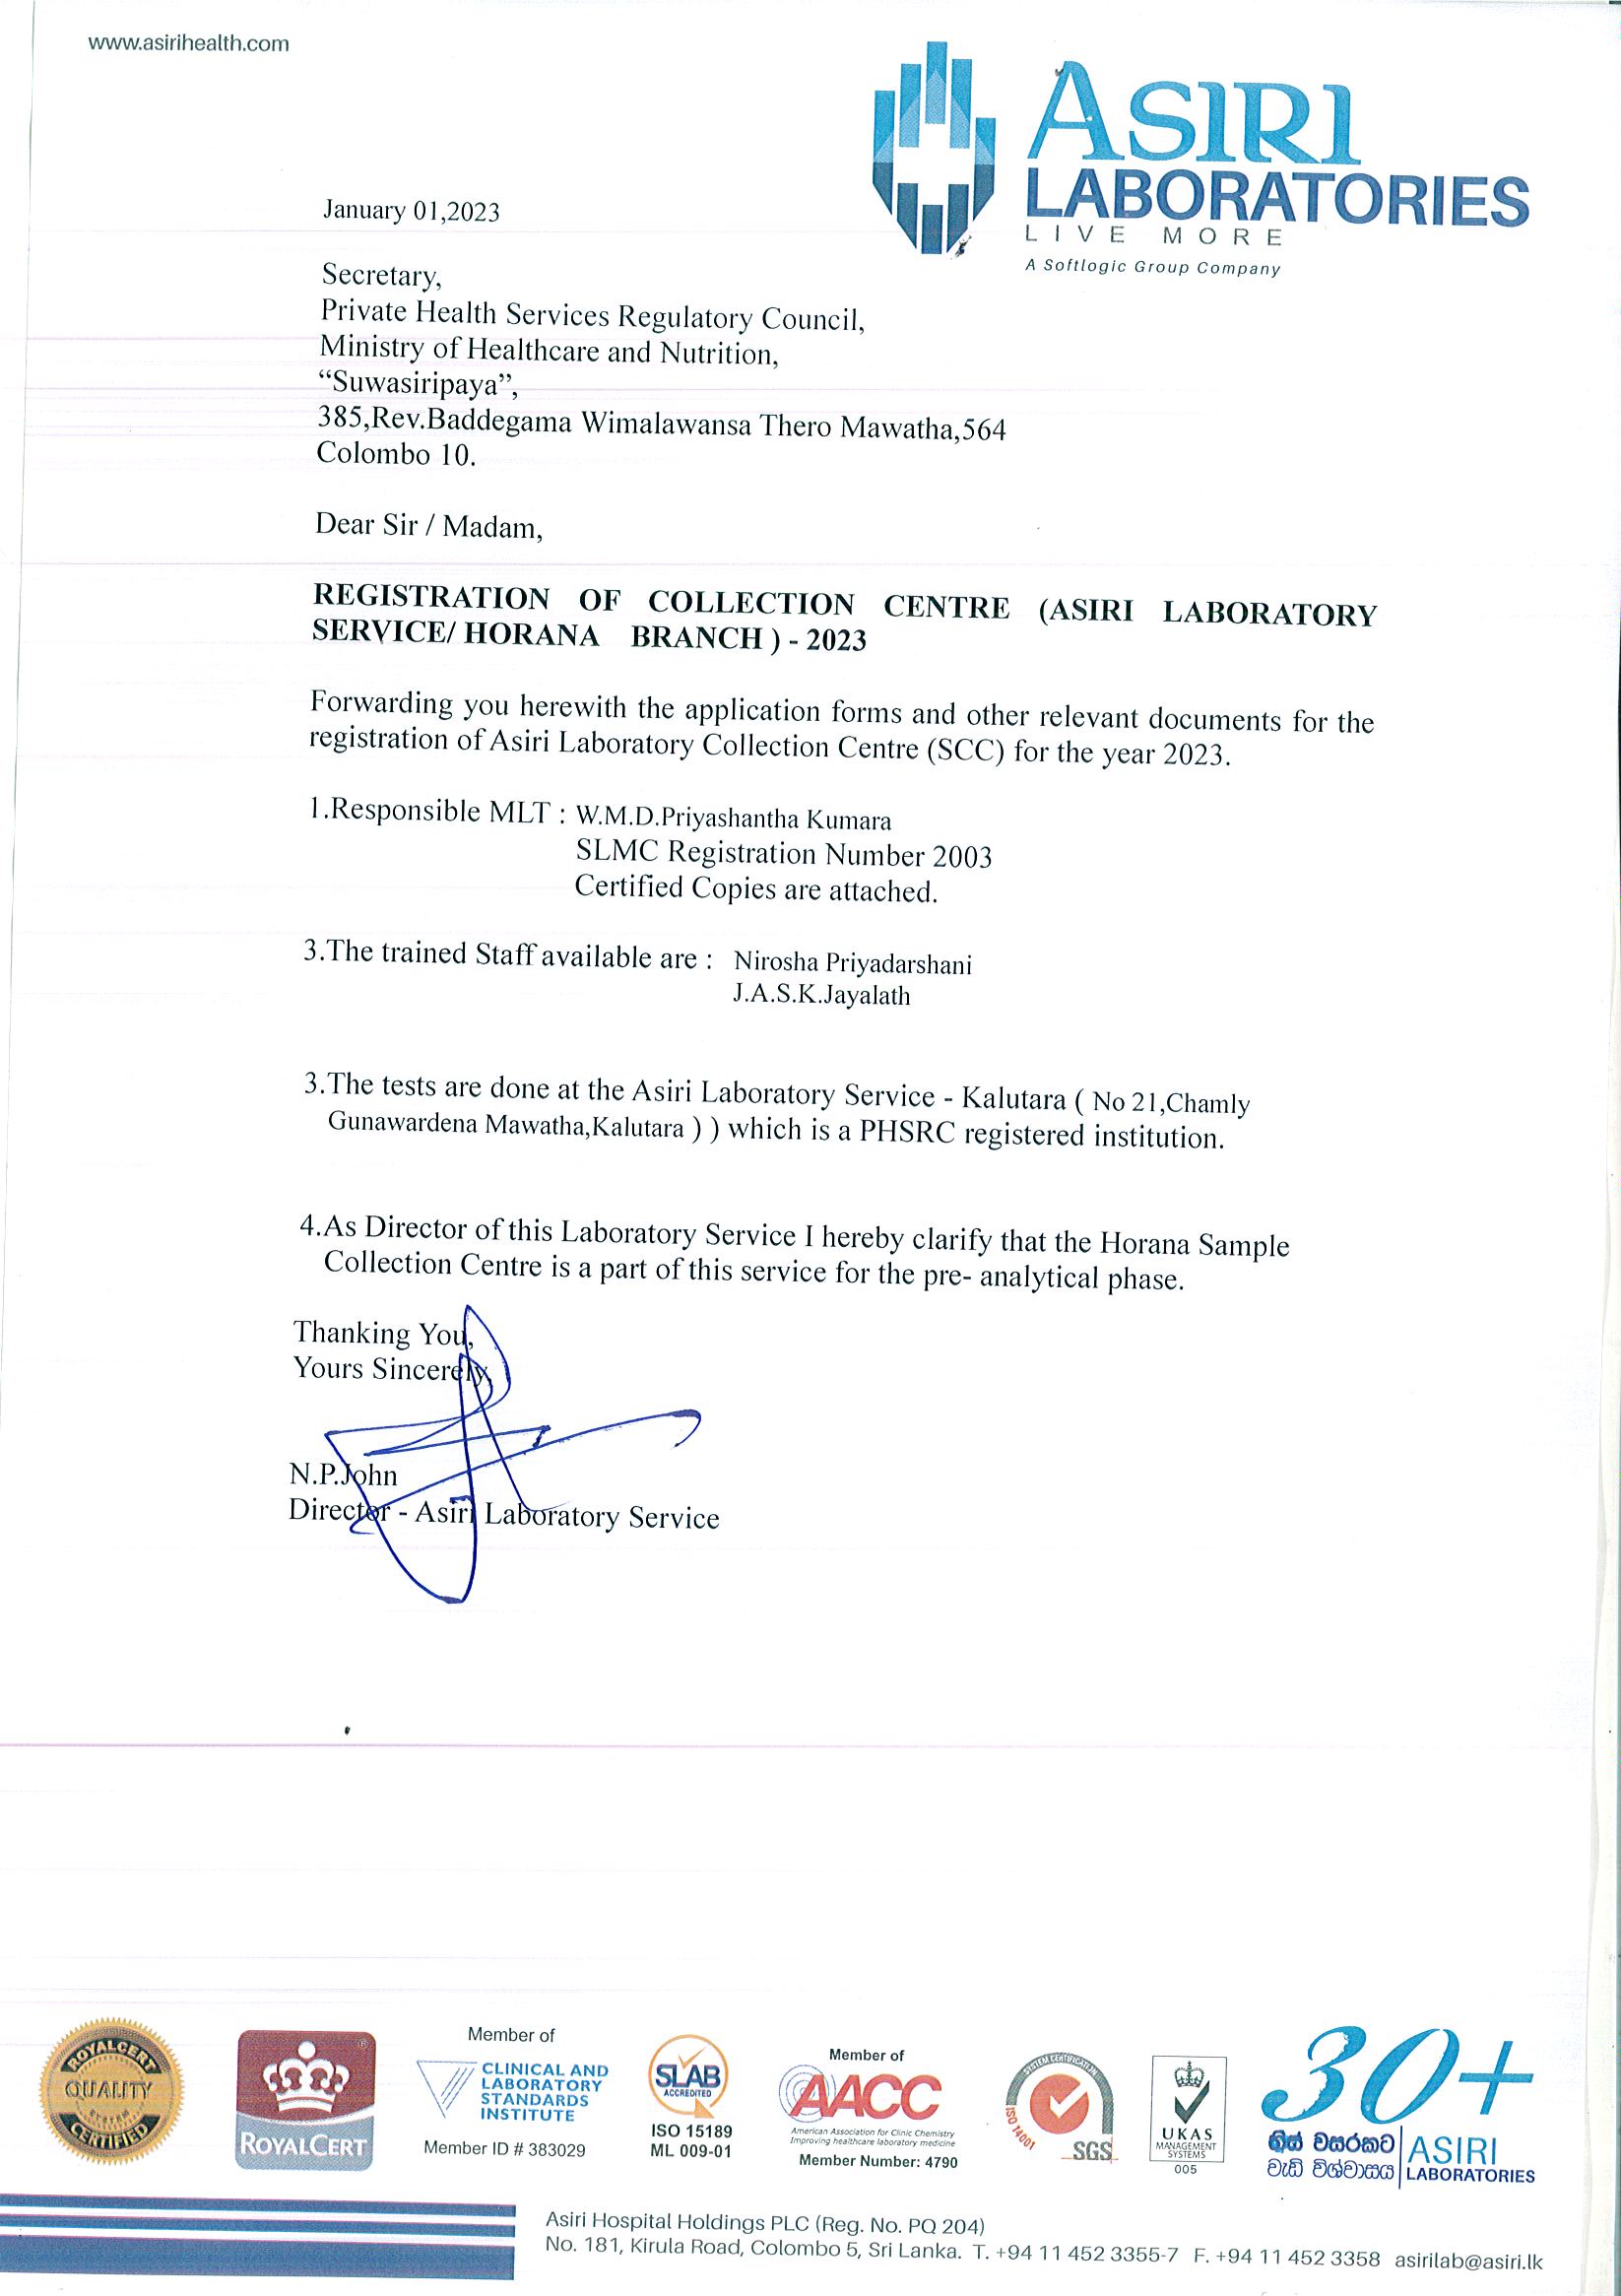 www.asirihealth.com
ASIRI
LABORATORIES
LIVE MORE
A Softlogic Group Company
January 01,2023
Secretary,
Private Health Services Regulatory Council,
Ministry of Healthcare and Nutrition,
“Suwasiripaya”,
385,Rev.Baddegama Wimalawansa Thero Mawatha,564
Colombo 10.
Dear Sir / Madam,
REGISTRATION OF COLLECTION CENTRE (ASIRI LABORATORY
SERVICE/ HORANA BRANCH ) - 2023
Forwarding you herewith the application forms and other relevant documents for the
registration of Asiri Laboratory Collection Centre (SCC) for the year 2023.
1.Responsible MLT : W.M.D.Priyashantha Kumara
SLMC Registration Number 2003
Certified Copies are attached.
3.The trained Staff available are : Nirosha Priyadarshani
J.A.S.K.Jayalath
3.The tests are done at the Asiri Laboratory Service - Kalutara ( No 21,Chamly
Gunawardena Mawatha,Kalutara ) ) which is a PHSRC registered institution.
4.As Director of this Laboratory Service I hereby clarify that the Horana Sample
Collection Centre is a part of this service for the pre- analytical phase.
Thanking You,
Yours Sincerely,
N.P.John
Director - Asiri Laboratory Service
ROYALCERT
QUALITY
SYSTEM
CERTIFIED
ROYALCERT
Member of
CLINICAL AND
LABORATORY
STANDARDS
INSTITUTE
Member ID # 383029
SLAB
ACCREDITED
ISO 15189
ML 009-01
Member of
AACC
American Association for Clinic Chemistry
Improving healthcare laboratory medicine
Member Number: 4790
SYSTEM CERTIFICATION
ISO 14001
SGS
UKAS
MANAGEMENT
SYSTEMS
005
30+
තිස් වසරකට
වැඩි විශ්වාසය
ASIRI
LABORATORIES
Asiri Hospital Holdings PLC (Reg. No. PQ 204)
No. 181, Kirula Road, Colombo 5, Sri Lanka. T. +94 11 452 3355-7 F. +94 11 452 3358 asirilab@asiri.lk